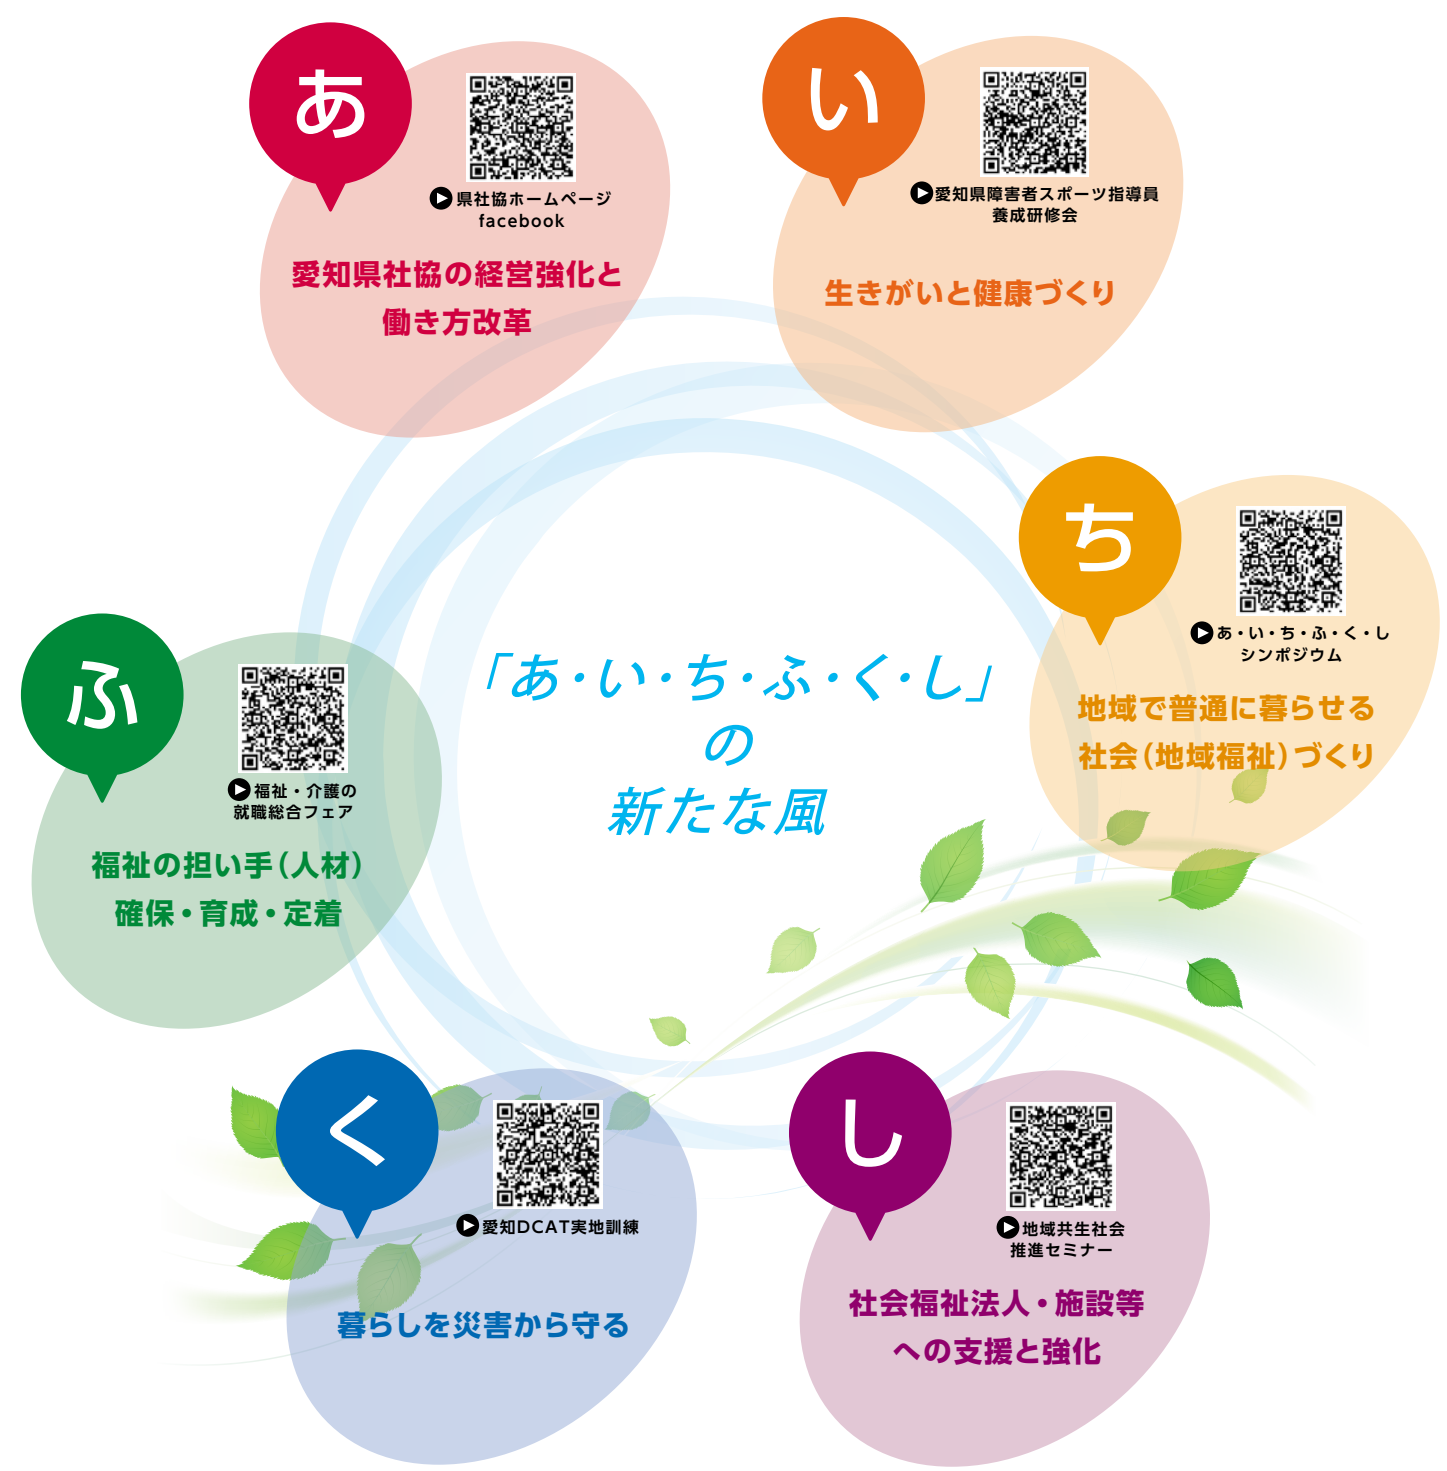 あ
県社協ホームページ
facebook
愛知県社協の経営強化と
働き方改革
い
愛知県障害者スポーツ指導員
養成研修会
生きがいと健康づくり
ち
あ・い・ち・ふ・く・し
シンポジウム
地域で普通に暮らせる
社会(地域福祉)づくり
「あ・い・ち・ふ・く・し」
の
新たな風
ふ
福祉・介護の
就職総合フェア
福祉の担い手(人材)
確保・育成・定着
く
愛知DCAT実地訓練
暮らしを災害から守る
し
地域共生社会
推進セミナー
社会福祉法人・施設等
への支援と強化